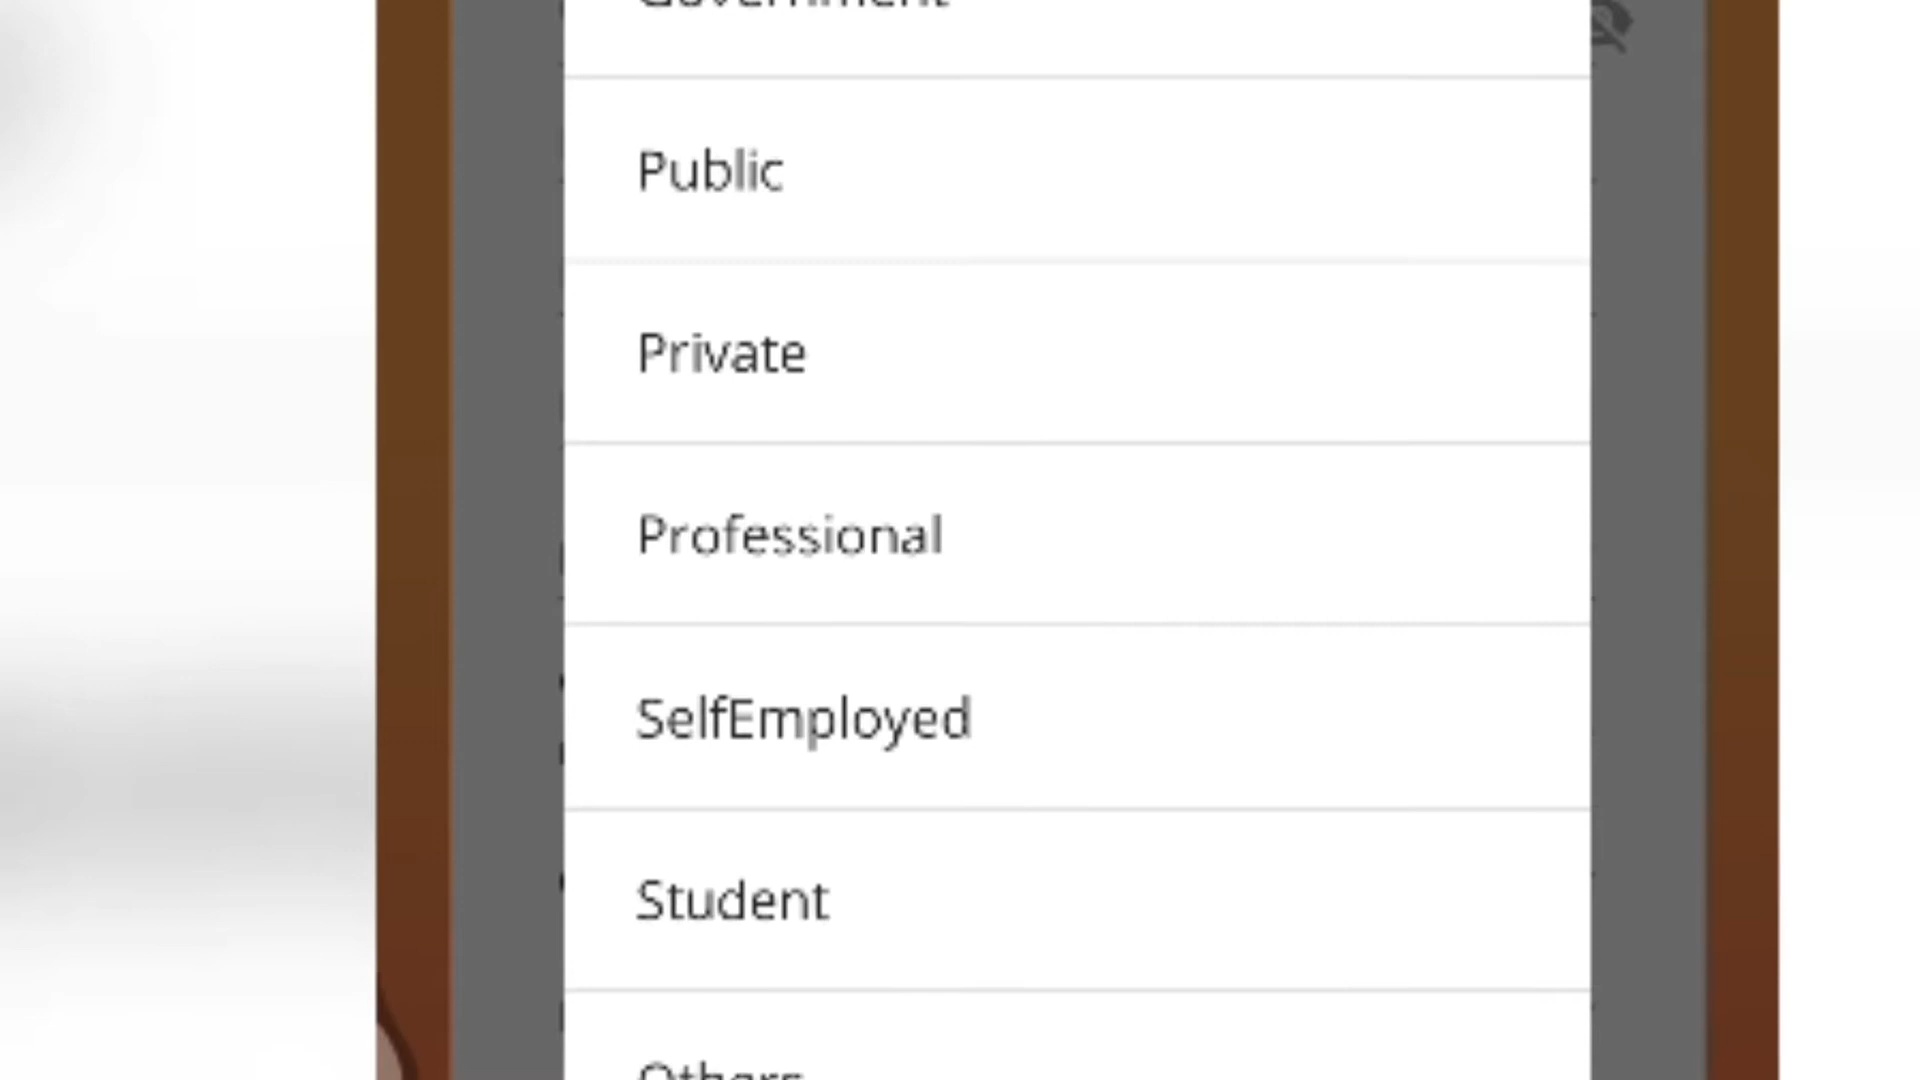 Government
Public
Private
Professional
SelfEmployed
Student
Others